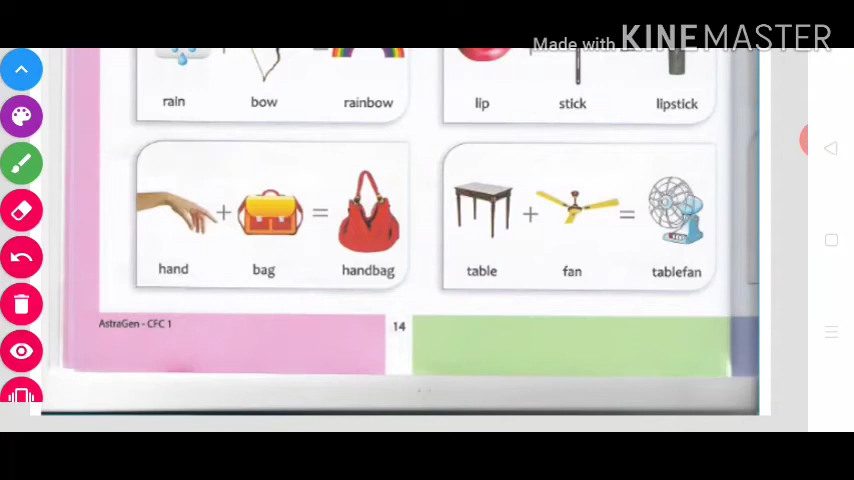 Made with KINEMASTER
rain bow rainbow
lip stick lipstick
+ =
hand bag handbag
+ =
table fan tablefan
AstraGen - CFC 1
14